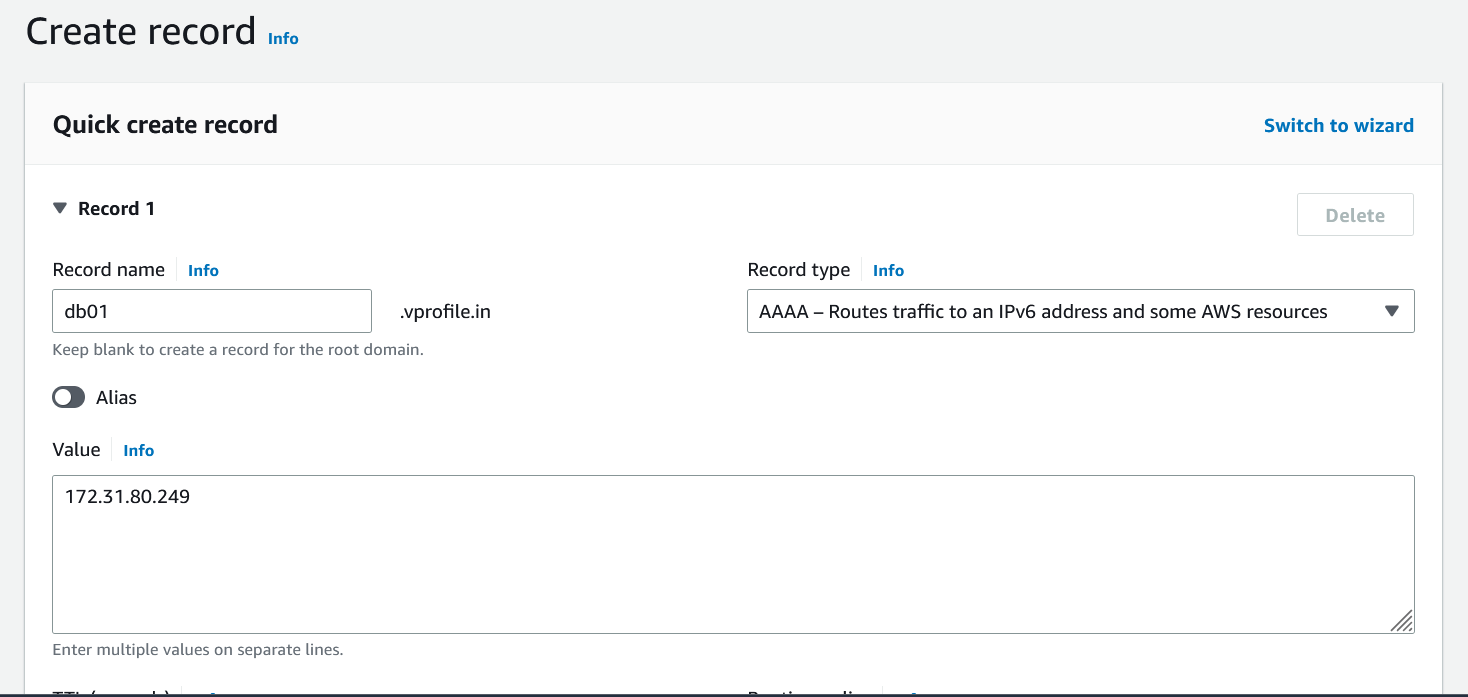 Create record Info
Quick create record
Switch to wizard
Record 1
Delete
Record name Info
Record type Info
db01
.vprofile.in
AAAA – Routes traffic to an IPv6 address and some AWS resources
Keep blank to create a record for the root domain.
Alias
Value Info
172.31.80.249
Enter multiple values on separate lines.